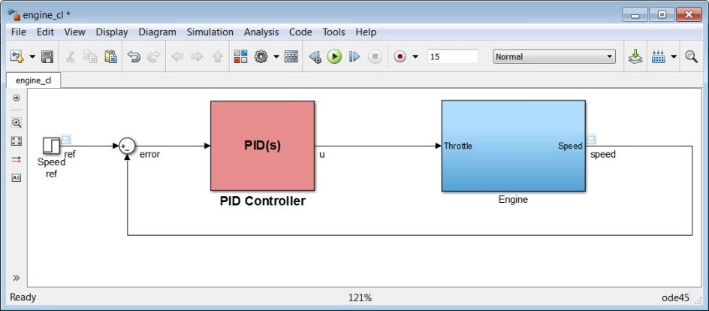 engine_cl *
File Edit View Display Diagram Simulation Analysis Code Tools Help
15 Normal
engine_cl
PID(s)
Throttle Speed
ref error u speed
Speed
ref
PID Controller
Engine
Ready 121% ode45